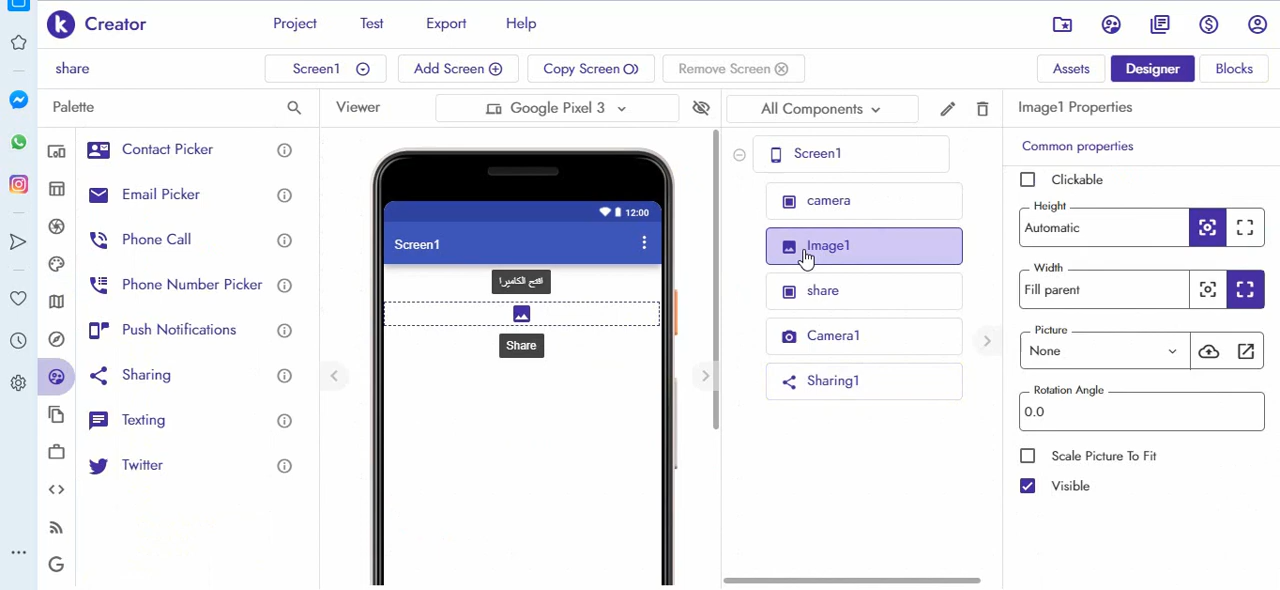 Creator
Project
Test
Export
Help
share
Screen1
Add Screen
Copy Screen
Remove Screen
Assets
Designer
Blocks
Palette
Viewer
Google Pixel 3
All Components
Image1 Properties
Contact Picker
Email Picker
Phone Call
Phone Number Picker
Push Notifications
Sharing
Texting
Twitter
12:00
Screen1
افتح الكاميرا
Share
Screen1
camera
Image1
share
Camera1
Sharing1
Common properties
Clickable
Height
Automatic
Width
Fill parent
Picture
None
Rotation Angle
0.0
Scale Picture To Fit
Visible